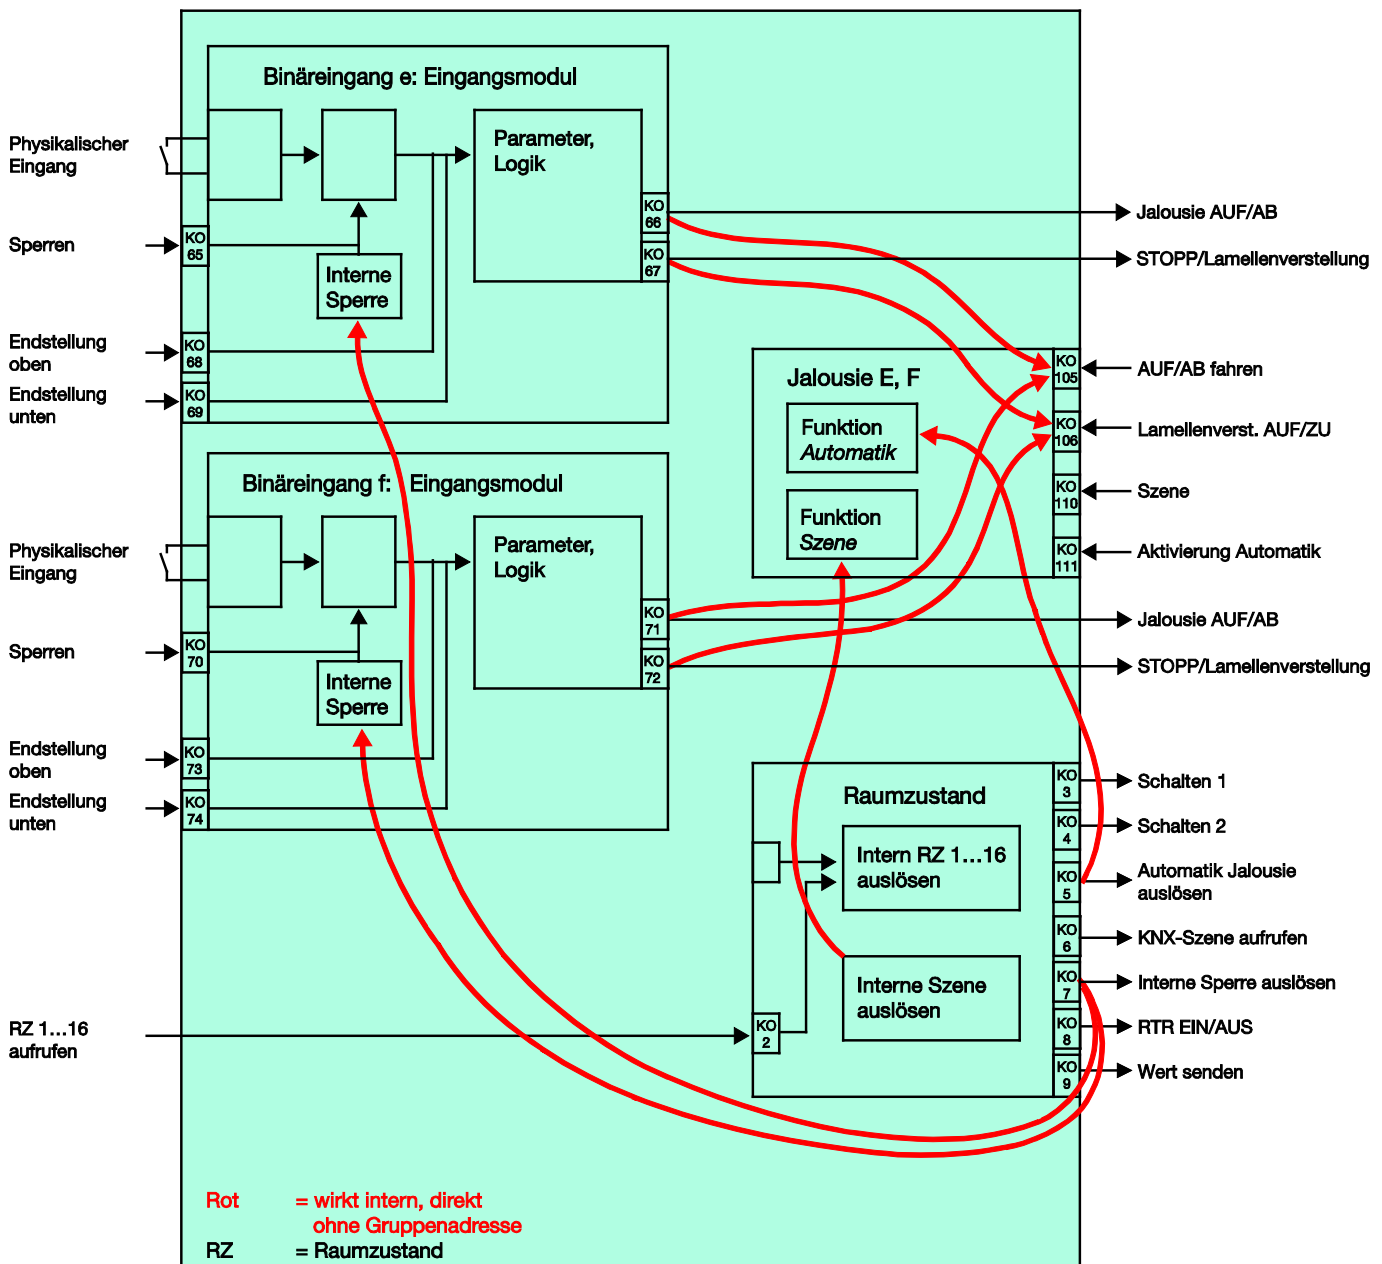 Binäreingang e: Eingangsmodul
Physikalischer
Eingang
Parameter,
Logik
KO
66
Jalousie AUF/AB
Sperren
KO
65
KO
67
STOPP/Lamellenverstellung
Interne
Sperre
Endstellung
oben
KO
68
Endstellung
unten
KO
69
Jalousie E, F
KO
105
AUF/AB fahren
Funktion
Automatik
KO
106
Lamellenverst. AUF/ZU
Funktion
Szene
KO
110
Szene
KO
111
Aktivierung Automatik
Binäreingang f: Eingangsmodul
Physikalischer
Eingang
Parameter,
Logik
KO
71
Jalousie AUF/AB
Sperren
KO
70
KO
72
STOPP/Lamellenverstellung
Interne
Sperre
Endstellung
oben
KO
73
Endstellung
unten
KO
74
Raumzustand
KO
3
Schalten 1
KO
4
Schalten 2
Intern RZ 1...16
auslösen
KO
5
Automatik Jalousie
auslösen
KO
6
KNX-Szene aufrufen
Interne Szene
auslösen
KO
7
Interne Sperre auslösen
RZ 1...16
aufrufen
KO
2
KO
8
RTR EIN/AUS
KO
9
Wert senden
Rot = wirkt intern, direkt
ohne Gruppenadresse
RZ = Raumzustand